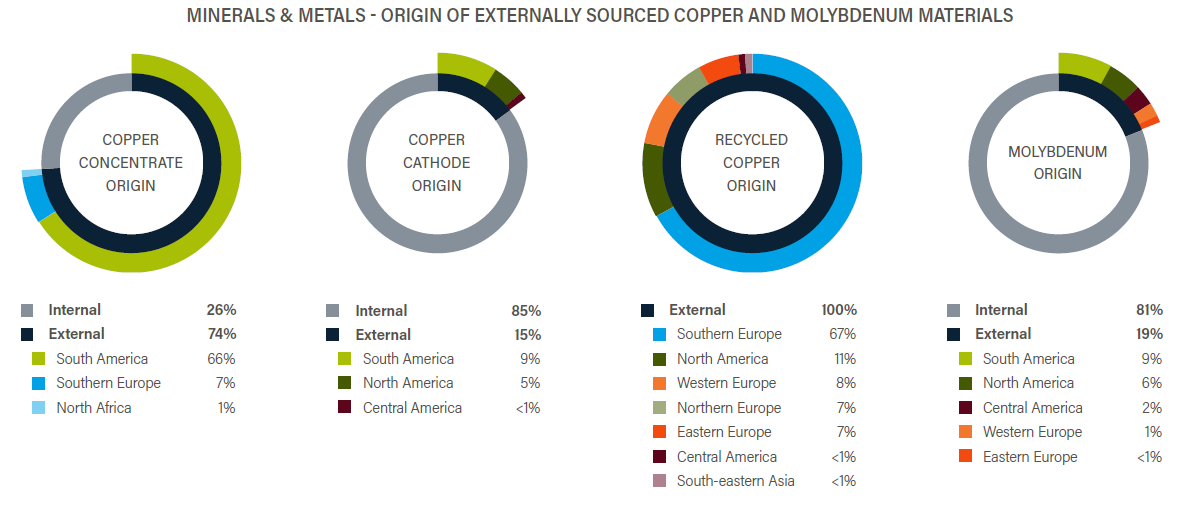 MINERALS & METALS - ORIGIN OF EXTERNALLY SOURCED COPPER AND MOLYBDENUM MATERIALS
COPPER
CONCENTRATE
ORIGIN
Internal 26%
External 74%
South America 66%
Southern Europe 7%
North Africa 1%
COPPER
CATHODE
ORIGIN
Internal 85%
External 15%
South America 9%
North America 5%
Central America <1%
RECYCLED
COPPER
ORIGIN
External 100%
Southern Europe 67%
North America 11%
Western Europe 8%
Northern Europe 7%
Eastern Europe 7%
Central America <1%
South-eastern Asia <1%
MOLYBDENUM
ORIGIN
Internal 81%
External 19%
South America 9%
North America 6%
Central America 2%
Western Europe 1%
Eastern Europe <1%